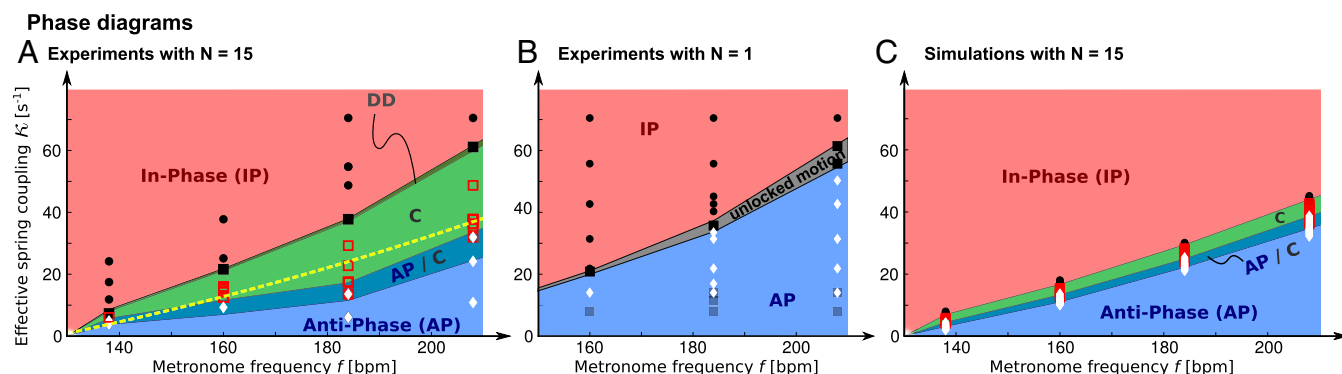 Phase diagrams
A Experiments with N = 15
Effective spring coupling 𝒦 [s⁻¹]
60
40
20
0
140
160
180
200
Metronome frequency f [bpm]
DD
In-Phase (IP)
C
AP / C
Anti-Phase (AP)
B Experiments with N = 1
60
40
20
0
160
180
200
Metronome frequency f [bpm]
IP
unlocked motion
AP
C Simulations with N = 15
60
40
20
0
140
160
180
200
Metronome frequency f [bpm]
In-Phase (IP)
C
AP / C
Anti-Phase (AP)